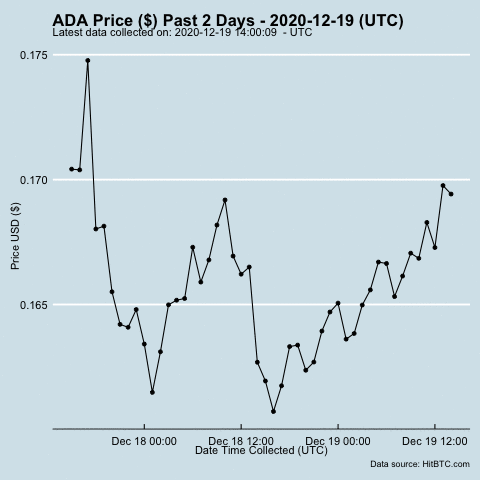 ADA Price ($) Past 2 Days - 2020-12-19 (UTC)
Latest data collected on: 2020-12-19 14:00:09  - UTC
0.175
0.170
0.165
Price USD ($)
Dec 18 00:00 Dec 18 12:00 Dec 19 00:00 Dec 19 12:00
Date Time Collected (UTC)
Data source: HitBTC.com